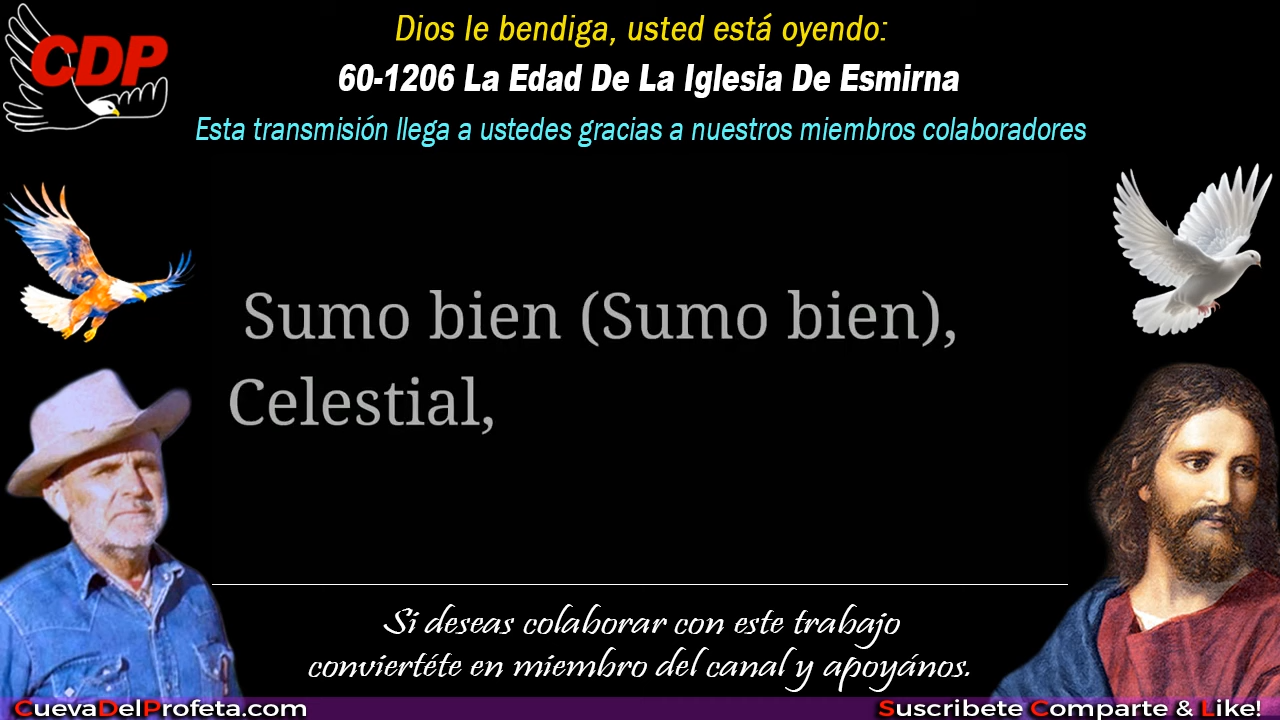 CDP
Dios le bendiga, usted está oyendo:
60-1206 La Edad De La Iglesia De Esmirna
Esta transmisión llega a ustedes gracias a nuestros miembros colaboradores
Sumo bien (Sumo bien),
Celestial,
Si deseas colaborar con este trabajo
conviertéte en miembro del canal y apoyános.
CuevaDelProfeta.com
Suscribete Comparte & Like!